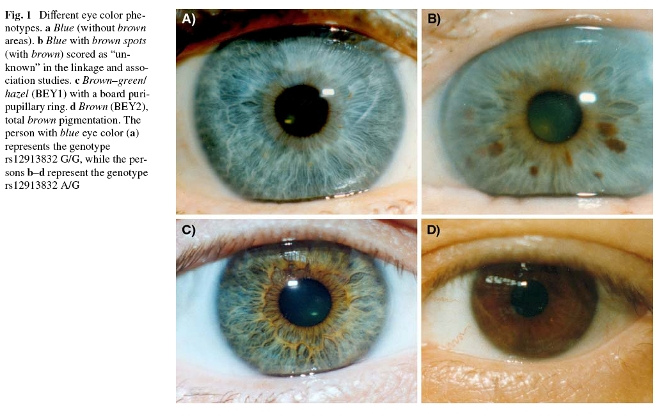 Fig. 1 Different eye color phe-
notypes. a Blue (without brown
areas). b Blue with brown spots
(with brown) scored as “un-
known” in the linkage and asso-
ciation studies. c Brown–green/
hazel (BEY1) with a board puri-
pupillary ring. d Brown (BEY2),
total brown pigmentation. The
person with blue eye color (a)
represents the genotype
rs12913832 G/G, while the per-
sons b–d represent the genotype
rs12913832 A/G
A)
B)
C)
D)